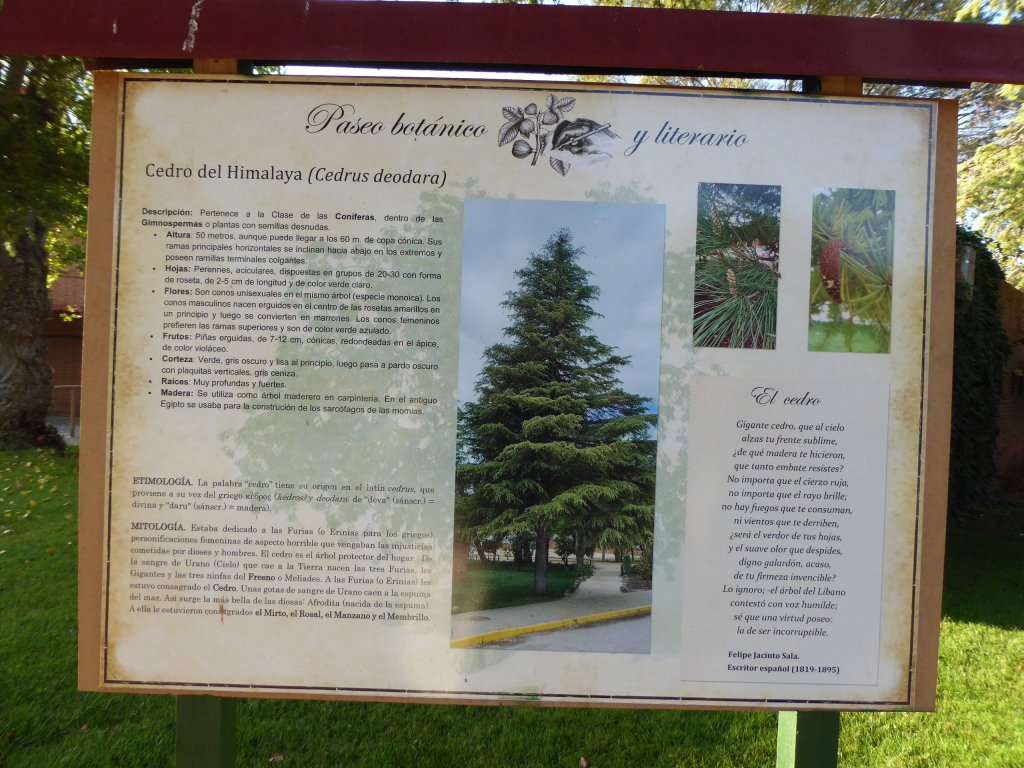 Paseo botánico y literario
Cedro del Himalaya (Cedrus deodara)
Descripción: Pertenece a la Clase de las Coníferas, dentro de las
Gimnospermas o plantas con semillas desnudas.
• Altura: 50 metros, aunque puede llegar a los 60 m. de copa cónica. Sus
ramas principales horizontales se inclinan hacia abajo en los extremos y
poseen ramillas terminales colgantes.
• Hojas: Perennes, aciculares, dispuestas en grupos de 20-30 con forma
de roseta, de 2-5 cm de longitud y de color verde claro.
• Flores: Son conos unisexuales en el mismo árbol (especie monoica). Los
conos masculinos nacen erguidos en el centro de las rosetas amarillos en
un principio y luego se convierten en marrones. Los conos femeninos
prefieren las ramas superiores y son de color verde azulado.
• Frutos: Piñas erguidas, de 7-12 cm, cónicas, redondeadas en el ápice,
de color violáceo.
• Corteza: Verde, gris oscuro y lisa al principio, luego pasa a pardo oscuro
con plaquitas verticales, gris ceniza.
• Raíces: Muy profundas y fuertes.
• Madera: Se utiliza como árbol maderero en carpintería. En el antiguo
Egipto se usaba para la construción de los sarcófagos de las momias.
ETIMOLOGÍA. La palabra "cedro" tiene su origen en el latín cedrus, que
proviene a su vez del griego κέδρος (kédros) y deodara: de "deva" (sánscr.) =
divina y "daru" (sánscr.) = madera).
MITOLOGÍA. Estaba dedicado a las Furias (o Erinias para los griegos)
personificaciones femeninas de aspecto horrible que vengaban las injusticias
cometidas por dioses y hombres. El cedro es el árbol protector del hogar. De
la sangre de Urano (Cielo) que cae a la Tierra nacen las tres Furias, los
Gigantes y las tres ninfas del Fresno o Melíades. A las Furias (o Erinias) les
estuvo consagrado el Cedro. Unas gotas de sangre de Urano caen a la espuma
del mar. Así surge la más bella de las diosas: Afrodita (nacida de la espuma).
A ella le estuvieron consagrados el Mirto, el Rosal, el Manzano y el Membrillo.
El cedro
Gigante cedro, que al cielo
alzas tu frente sublime,
¿de qué madera te hicieron,
que tanto embate resistes?
No importa que el cierzo ruja,
no importa que el rayo brille;
no hay fuegos que te consuman,
ni vientos que te derriben,
¿será el verdor de tus hojas,
y el suave olor que despides,
digno galardón, acaso,
de tu firmeza invencible?
Lo ignoro; -el árbol del Líbano
contestó con voz humilde;
sé que una virtud poseo:
la de ser incorruptible.
Felipe Jacinto Sala.
Escritor español (1819-1895)